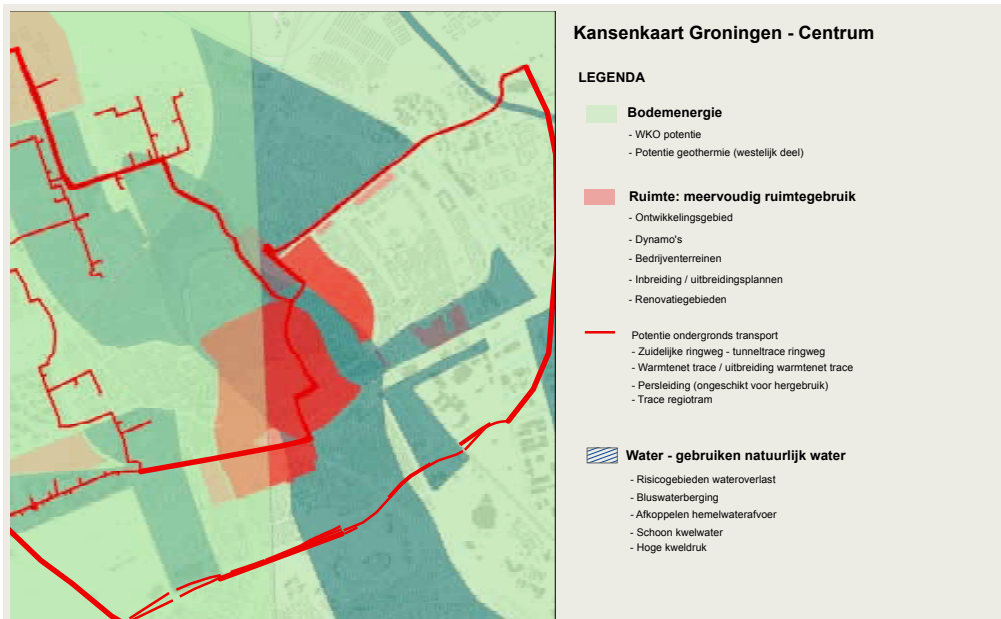 Kansenkaart Groningen - Centrum
LEGENDA
Bodemenergie
- WKO potentie
- Potentie geothermie (westelijk deel)
Ruimte: meervoudig ruimtegebruik
- Ontwikkelingsgebied
- Dynamo's
- Bedrijventerreinen
- Inbreiding / uitbreidingsplannen
- Renovatiegebieden
Potentie ondergronds transport
- Zuidelijke ringweg - tunneltrace ringweg
- Warmtenet trace / uitbreiding warmtenet trace
- Persleiding (ongeschikt voor hergebruik)
- Trace regiotram
Water - gebruiken natuurlijk water
- Risicogebieden wateroverlast
- Bluswaterberging
- Afkoppelen hemelwaterafvoer
- Schoon kwelwater
- Hoge kweldruk